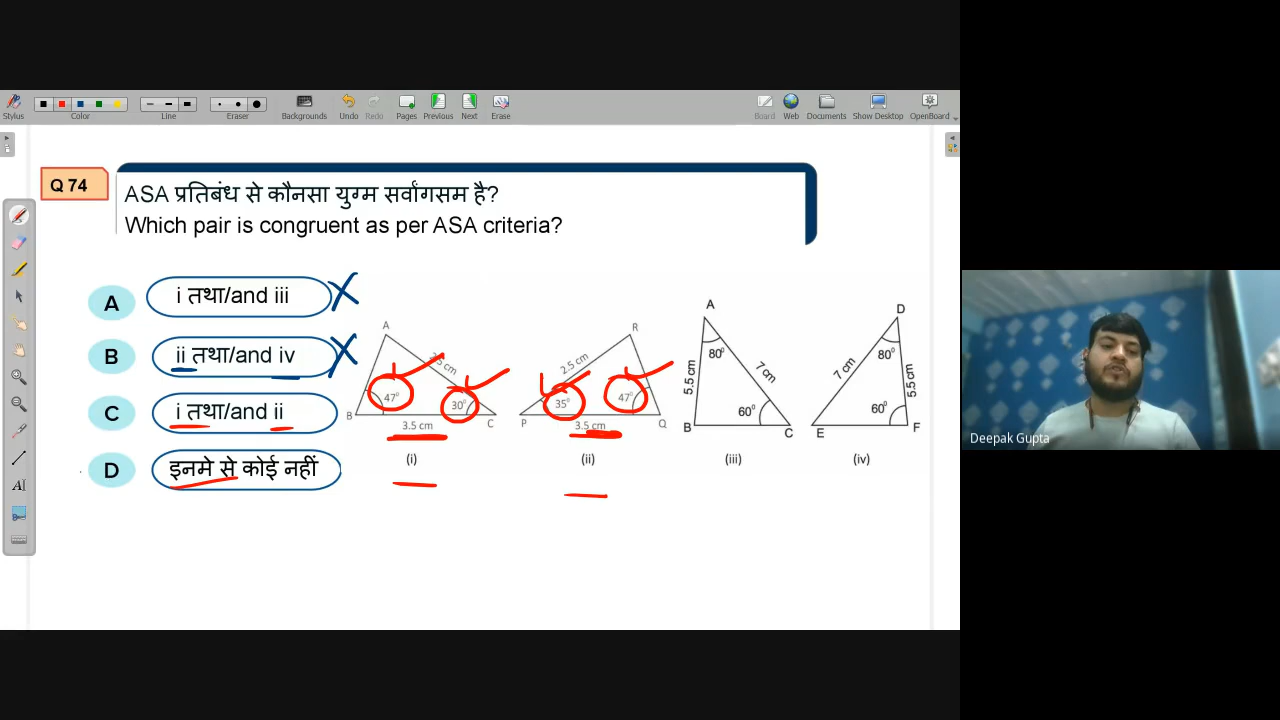 Stylus
Color
Line
Eraser
Backgrounds
Undo
Redo
Pages
Previous
Next
Erase
Board
Web
Documents
Show Desktop
OpenBoard
Q 74
ASA प्रतिबंध से कौनसा युग्म सर्वांगसम है?
Which pair is congruent as per ASA criteria?
A
i तथा/and iii
B
ii तथा/and iv
C
i तथा/and ii
D
इनमे से कोई नहीं
A
47°
30°
B
C
3.5 cm
(i)
R
2.5 cm
35°
47°
P
Q
3.5 cm
(ii)
A
80°
5.5 cm
7 cm
60°
B
C
(iii)
D
80°
7 cm
5.5 cm
60°
E
F
(iv)
Deepak Gupta